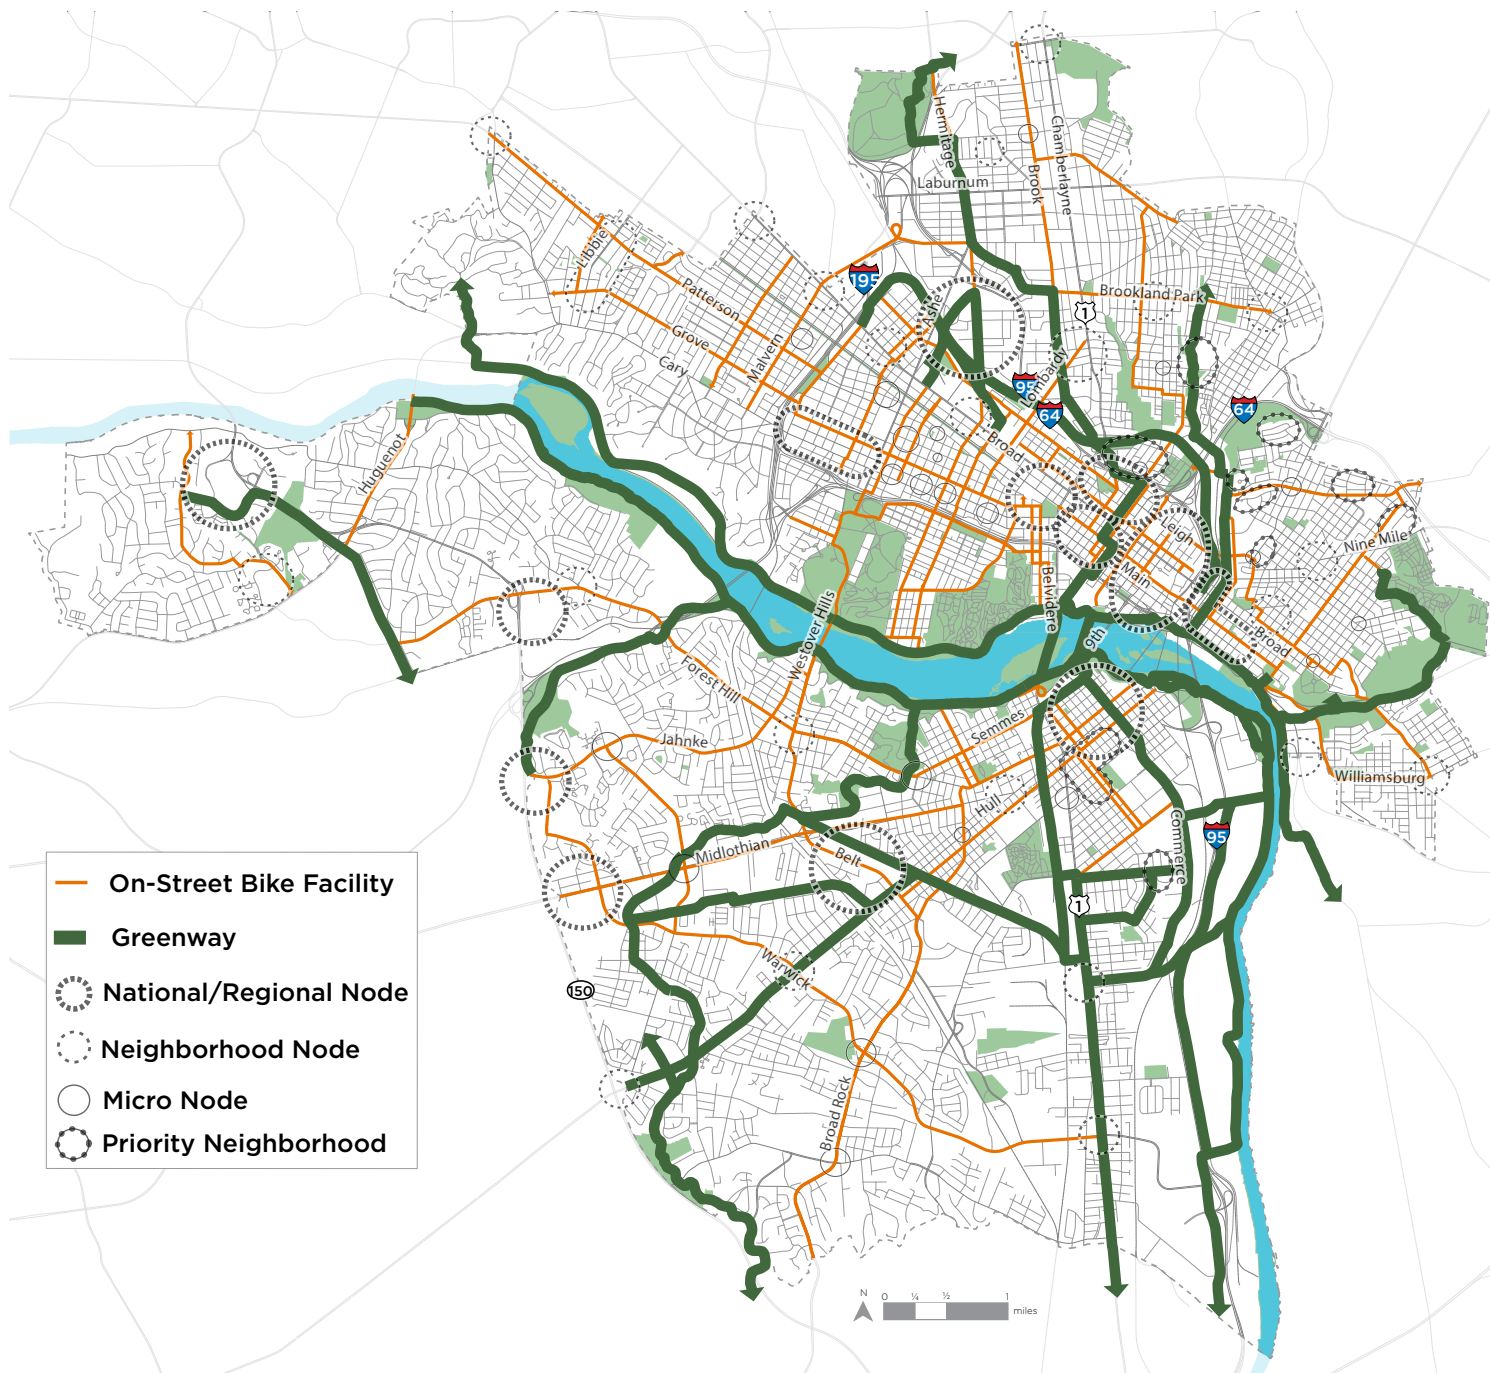 Hermitage
Chamberlayne
Laburnum
Brook
Libbie
195
Patterson
Ashe
Brookland Park
1
Grove
Malvern
Cary
95
Lombardy
64
64
Broad
Huguenot
Leigh
Nine Mile
Main
Belvidere
Westover Hills
9th
Broad
Forest Hill
Semmes
Jahnke
Williamsburg
Hull
Commerce
95
Midlothian
Belt
1
Warwick
150
Broad Rock
On-Street Bike Facility
Greenway
National/Regional Node
Neighborhood Node
Micro Node
Priority Neighborhood
N
0 ¼ ½ 1
miles